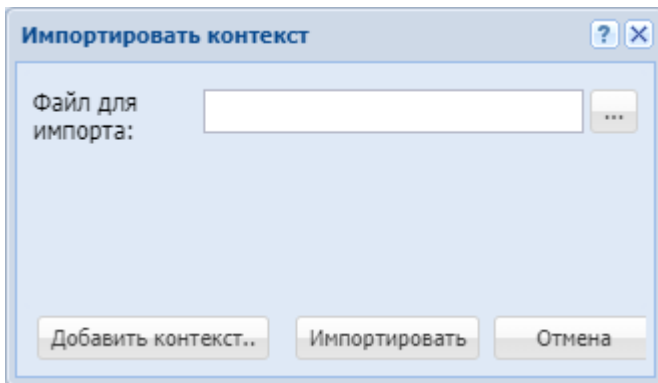 Импортировать контекст
?
Файл для
импорта:
...
Добавить контекст..
Импортировать
Отмена